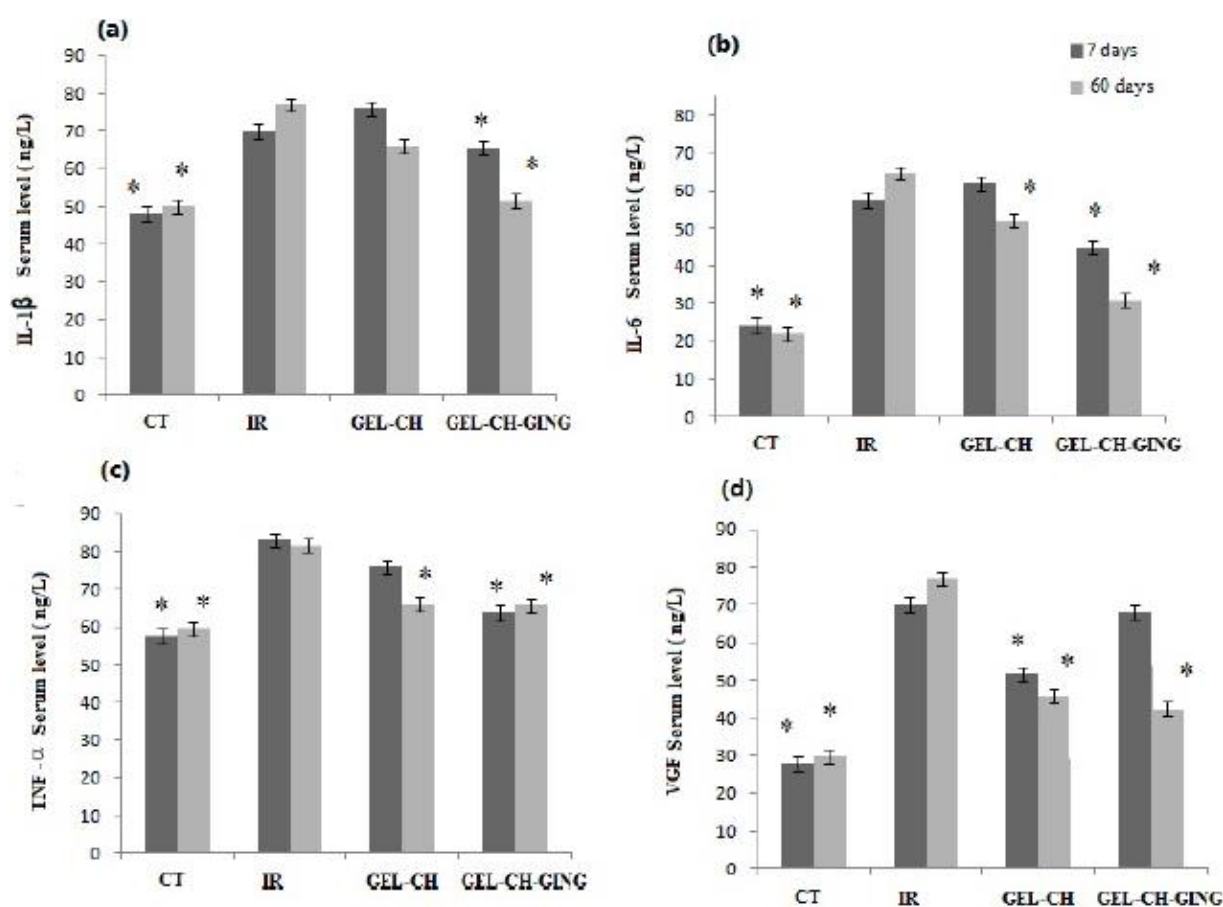 (a)
90
80
70
60
50
40
30
20
10
0
IL-1β Serum level ( ng/L)
* * * *
CT IR GEL-CH GEL-CH-GING
(b)
7 days
60 days
80
70
60
50
40
30
20
10
0
IL-6 Serum level ( ng/L)
* * * * *
CT IR GEL-CH GEL-CH-GING
(c)
90
80
70
60
50
40
30
20
10
0
TNF -α Serum level ( ng/L)
* * * * *
CT IR GEL-CH GEL-CH-GING
(d)
90
80
70
60
50
40
30
20
10
0
VGF Serum level ( ng/L)
* * * * *
CT IR GEL-CH GEL-CH-GING